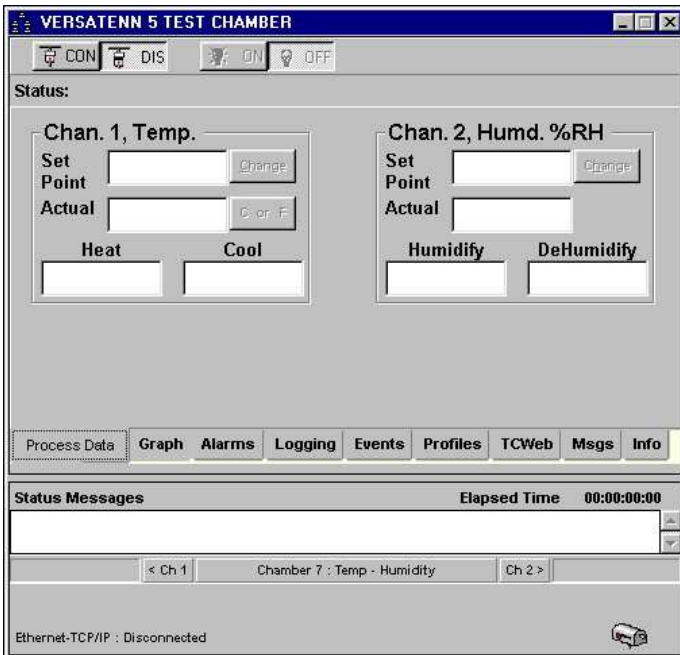 VERSATENN 5 TEST CHAMBER
CON DIS ON OFF
Status:
Chan. 1, Temp.
Set Point
Change
Actual
C or F
Heat Cool
Chan. 2, Humd. %RH
Set Point
Change
Actual
Humidify DeHumidify
Process Data Graph Alarms Logging Events Profiles TCWeb Msgs Info
Status Messages Elapsed Time 00:00:00:00
< Ch 1 Chamber 7 : Temp - Humidity Ch 2 >
Ethernet-TCP/IP : Disconnected